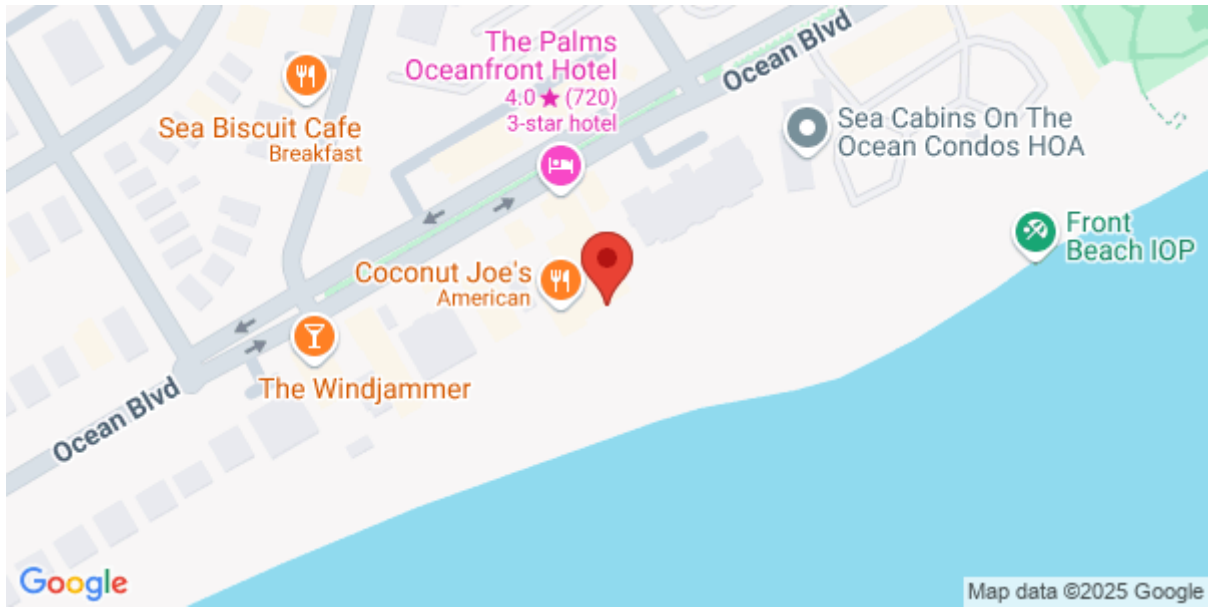 The Palms
Oceanfront Hotel
4.0 ★ (720)
3-star hotel
Ocean Blvd
Sea Biscuit Cafe
Breakfast
Sea Cabins On The
Ocean Condos HOA
Front
Beach IOP
Coconut Joe's
American
The Windjammer
Ocean Blvd
Google
Map data ©2025 Google